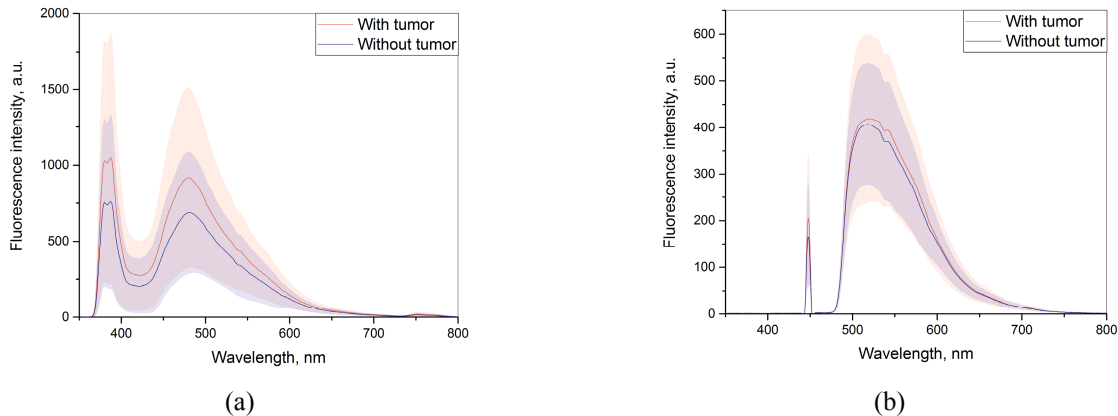 2000
1500
1000
500
0
Fluorescence intensity, a.u.
With tumor
Without tumor
400 500 600 700 800
Wavelength, nm
(a)
600
500
400
300
200
100
0
Fluorescence intensity, a.u.
With tumor
Without tumor
400 500 600 700 800
Wavelength, nm
(b)